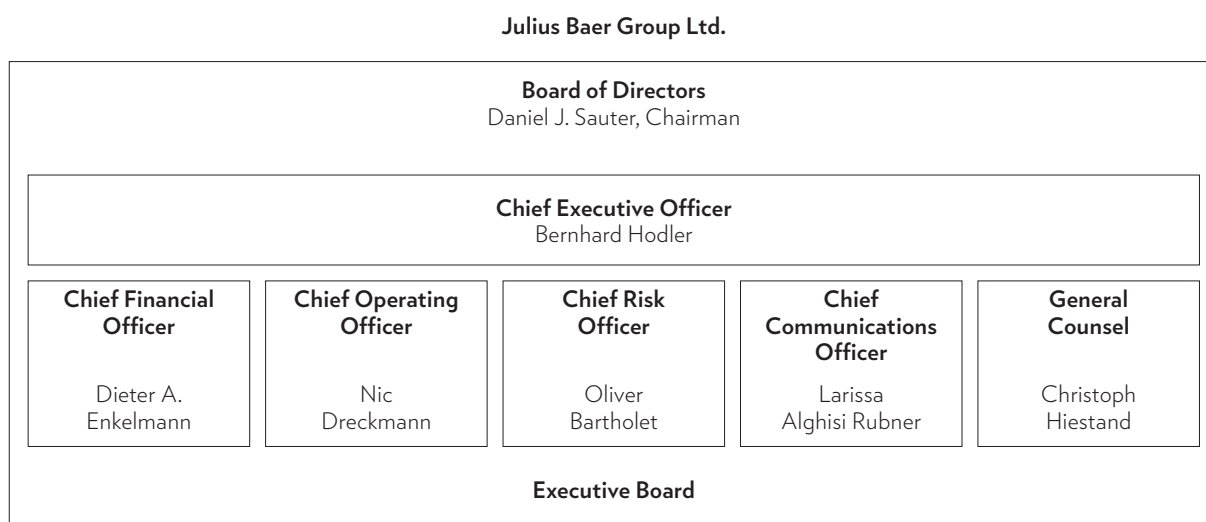 Julius Baer Group Ltd.
Board of Directors
Daniel J. Sauter, Chairman
Chief Executive Officer
Bernhard Hodler
Chief Financial
Officer
Dieter A.
Enkelmann
Chief Operating
Officer
Nic
Dreckmann
Chief Risk
Officer
Oliver
Bartholet
Chief
Communications
Officer
Larissa
Alghisi Rubner
General
Counsel
Christoph
Hiestand
Executive Board